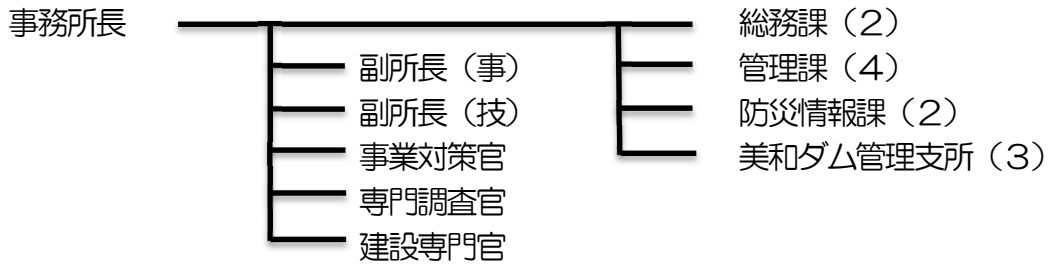 事務所長 総務課（2）
副所長（事） 管理課（4）
副所長（技） 防災情報課（2）
事業対策官 美和ダム管理支所（3）
専門調査官
建設専門官